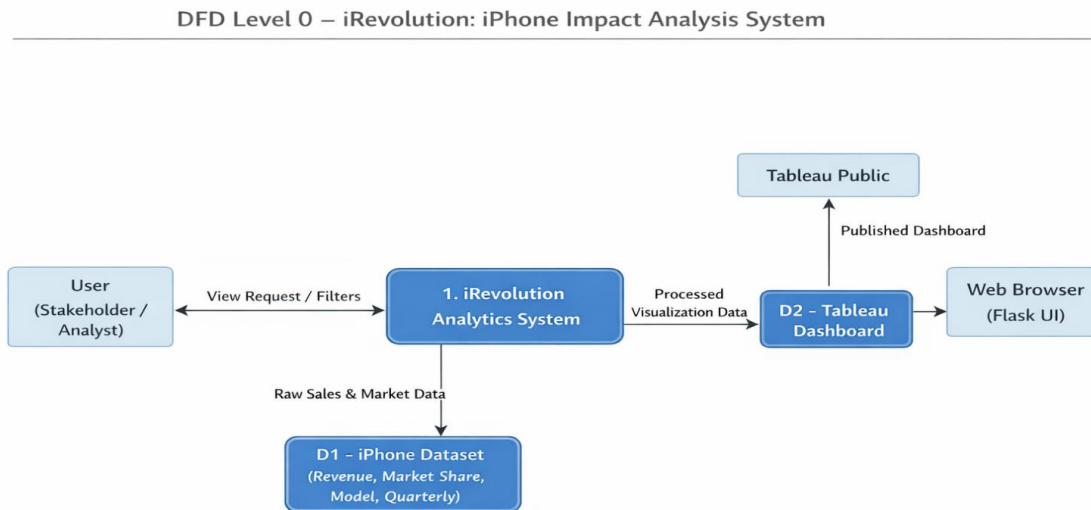 DFD Level 0 – iRevolution: iPhone Impact Analysis System
Tableau Public
Published Dashboard
User
(Stakeholder /
Analyst)
View Request / Filters
1. iRevolution
Analytics System
Processed
Visualization Data
D2 - Tableau
Dashboard
Web Browser
(Flask UI)
Raw Sales & Market Data
D1 - iPhone Dataset
(Revenue, Market Share,
Model, Quarterly)